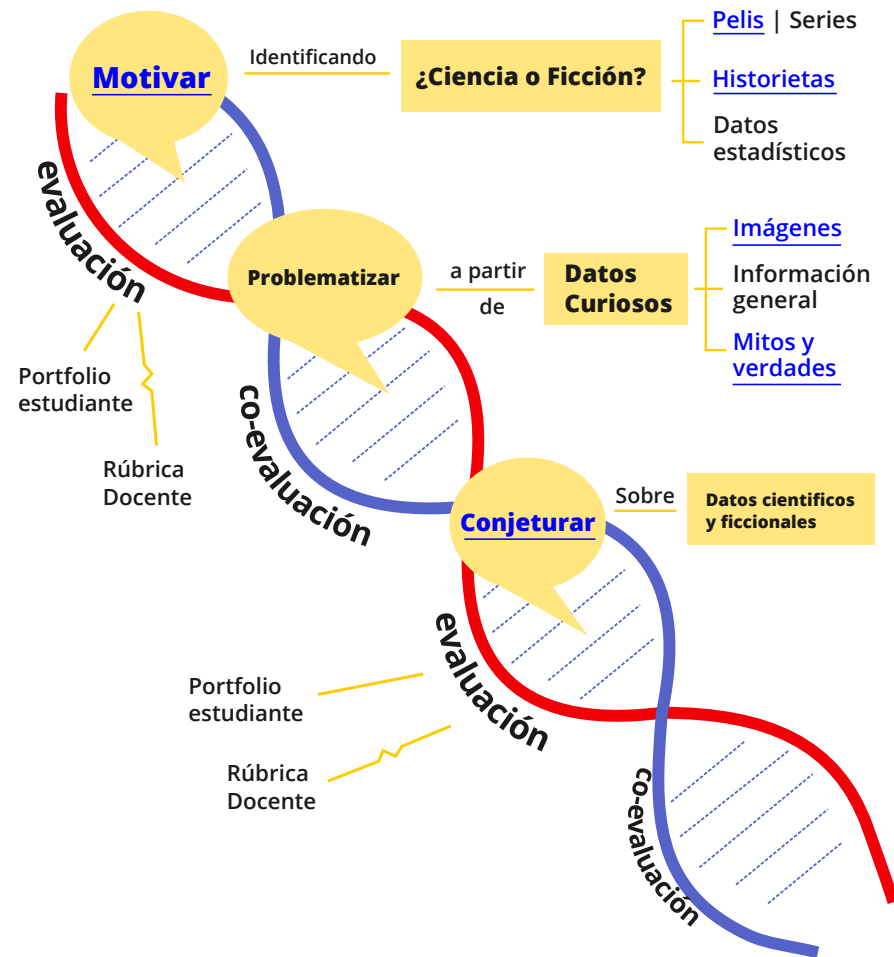 Motivar
Identificando
¿Ciencia o Ficción?
Pelis | Series
Historietas
Datos
estadísticos
evaluación
Problematizar
a partir
de
Datos
Curiosos
Imágenes
Información
general
Mitos y
verdades
Portfolio
estudiante
Rúbrica
Docente
co-evaluación
Conjeturar
Sobre
Datos cientificos
y ficcionales
evaluación
Portfolio
estudiante
Rúbrica
Docente
co-evaluación